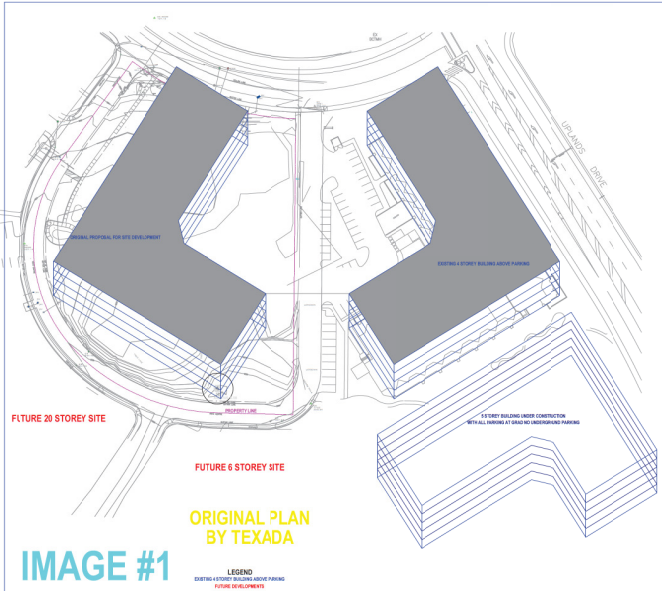 UPLANDS DRIVE
ORIGINAL PROPOSAL FOR SITE DEVELOPMENT
EXISTING 4 STOREY BUILDING ABOVE PARKING
PROPERTY LINE
5 STOREY BUILDING UNDER CONSTRUCTION
WITH ALL PARKING AT GRAD NO UNDERGROUND PARKING
FUTURE 20 STOREY SITE
FUTURE 6 STOREY SITE
ORIGINAL PLAN
BY TEXADA
IMAGE #1
LEGEND
EXISTING 4 STOREY BUILDING ABOVE PARKING
FUTURE DEVELOPMENTS